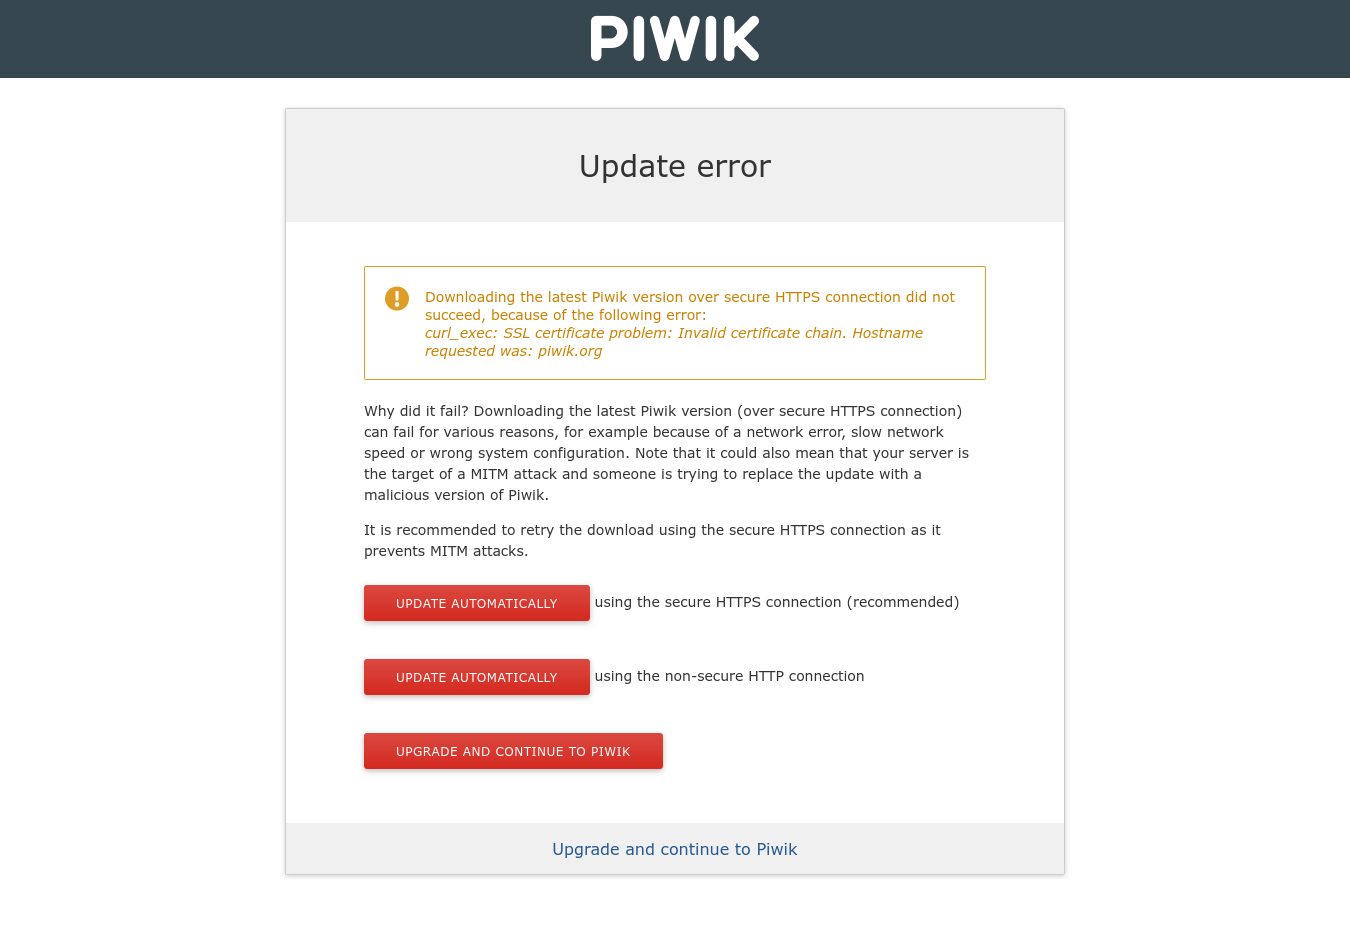 PIWIK
Update error
Downloading the latest Piwik version over secure HTTPS connection did not
succeed, because of the following error:
curl_exec: SSL certificate problem: Invalid certificate chain. Hostname
requested was: piwik.org
Why did it fail? Downloading the latest Piwik version (over secure HTTPS connection)
can fail for various reasons, for example because of a network error, slow network
speed or wrong system configuration. Note that it could also mean that your server is
the target of a MITM attack and someone is trying to replace the update with a
malicious version of Piwik.
It is recommended to retry the download using the secure HTTPS connection as it
prevents MITM attacks.
UPDATE AUTOMATICALLY using the secure HTTPS connection (recommended)
UPDATE AUTOMATICALLY using the non-secure HTTP connection
UPGRADE AND CONTINUE TO PIWIK
Upgrade and continue to Piwik